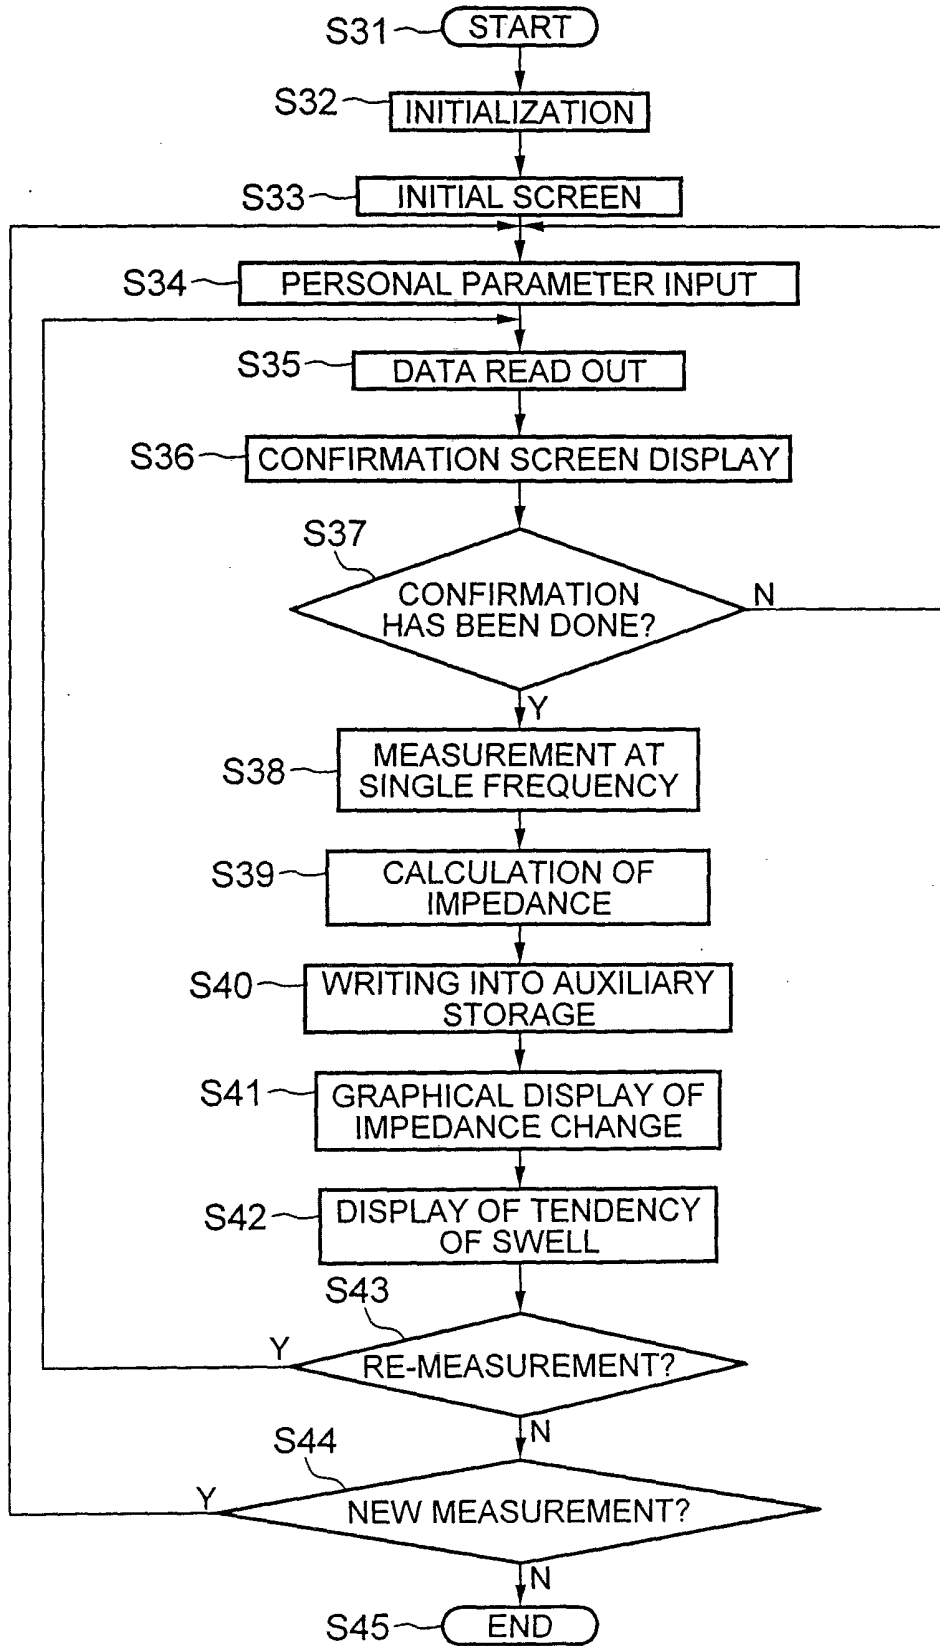 S31
START
S32
INITIALIZATION
S33
INITIAL SCREEN
S34
PERSONAL PARAMETER INPUT
S35
DATA READ OUT
S36
CONFIRMATION SCREEN DISPLAY
S37
CONFIRMATION
HAS BEEN DONE?
N
Y
S38
MEASUREMENT AT
SINGLE FREQUENCY
S39
CALCULATION OF
IMPEDANCE
S40
WRITING INTO AUXILIARY
STORAGE
S41
GRAPHICAL DISPLAY OF
IMPEDANCE CHANGE
S42
DISPLAY OF TENDENCY
OF SWELL
S43
Y
RE-MEASUREMENT?
N
S44
Y
NEW MEASUREMENT?
N
S45
END